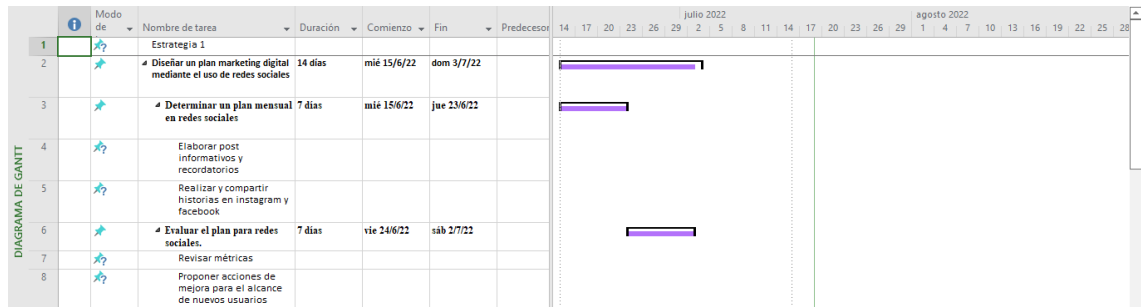 julio 2022 agosto 2022
Modo
de Nombre de tarea Duración Comienzo Fin Predecesor 14 17 20 23 26 29 2 5 8 11 14 17 20 23 26 29 1 4 7 10 13 16 19 22 25 28
1 Estrategia 1
2 Diseñar un plan marketing digital 14 días mié 15/6/22 dom 3/7/22
mediante el uso de redes sociales
3 Determinar un plan mensual 7 días mié 15/6/22 jue 23/6/22
en redes sociales
4 Elaborar post
informativos y
recordatorios
5 Realizar y compartir
historias en instagram y
facebook
6 Evaluar el plan para redes 7 días vie 24/6/22 sáb 2/7/22
sociales.
7 Revisar métricas
8 Proponer acciones de
mejora para el alcance
de nuevos usuarios
DIAGRAMA DE GANTT